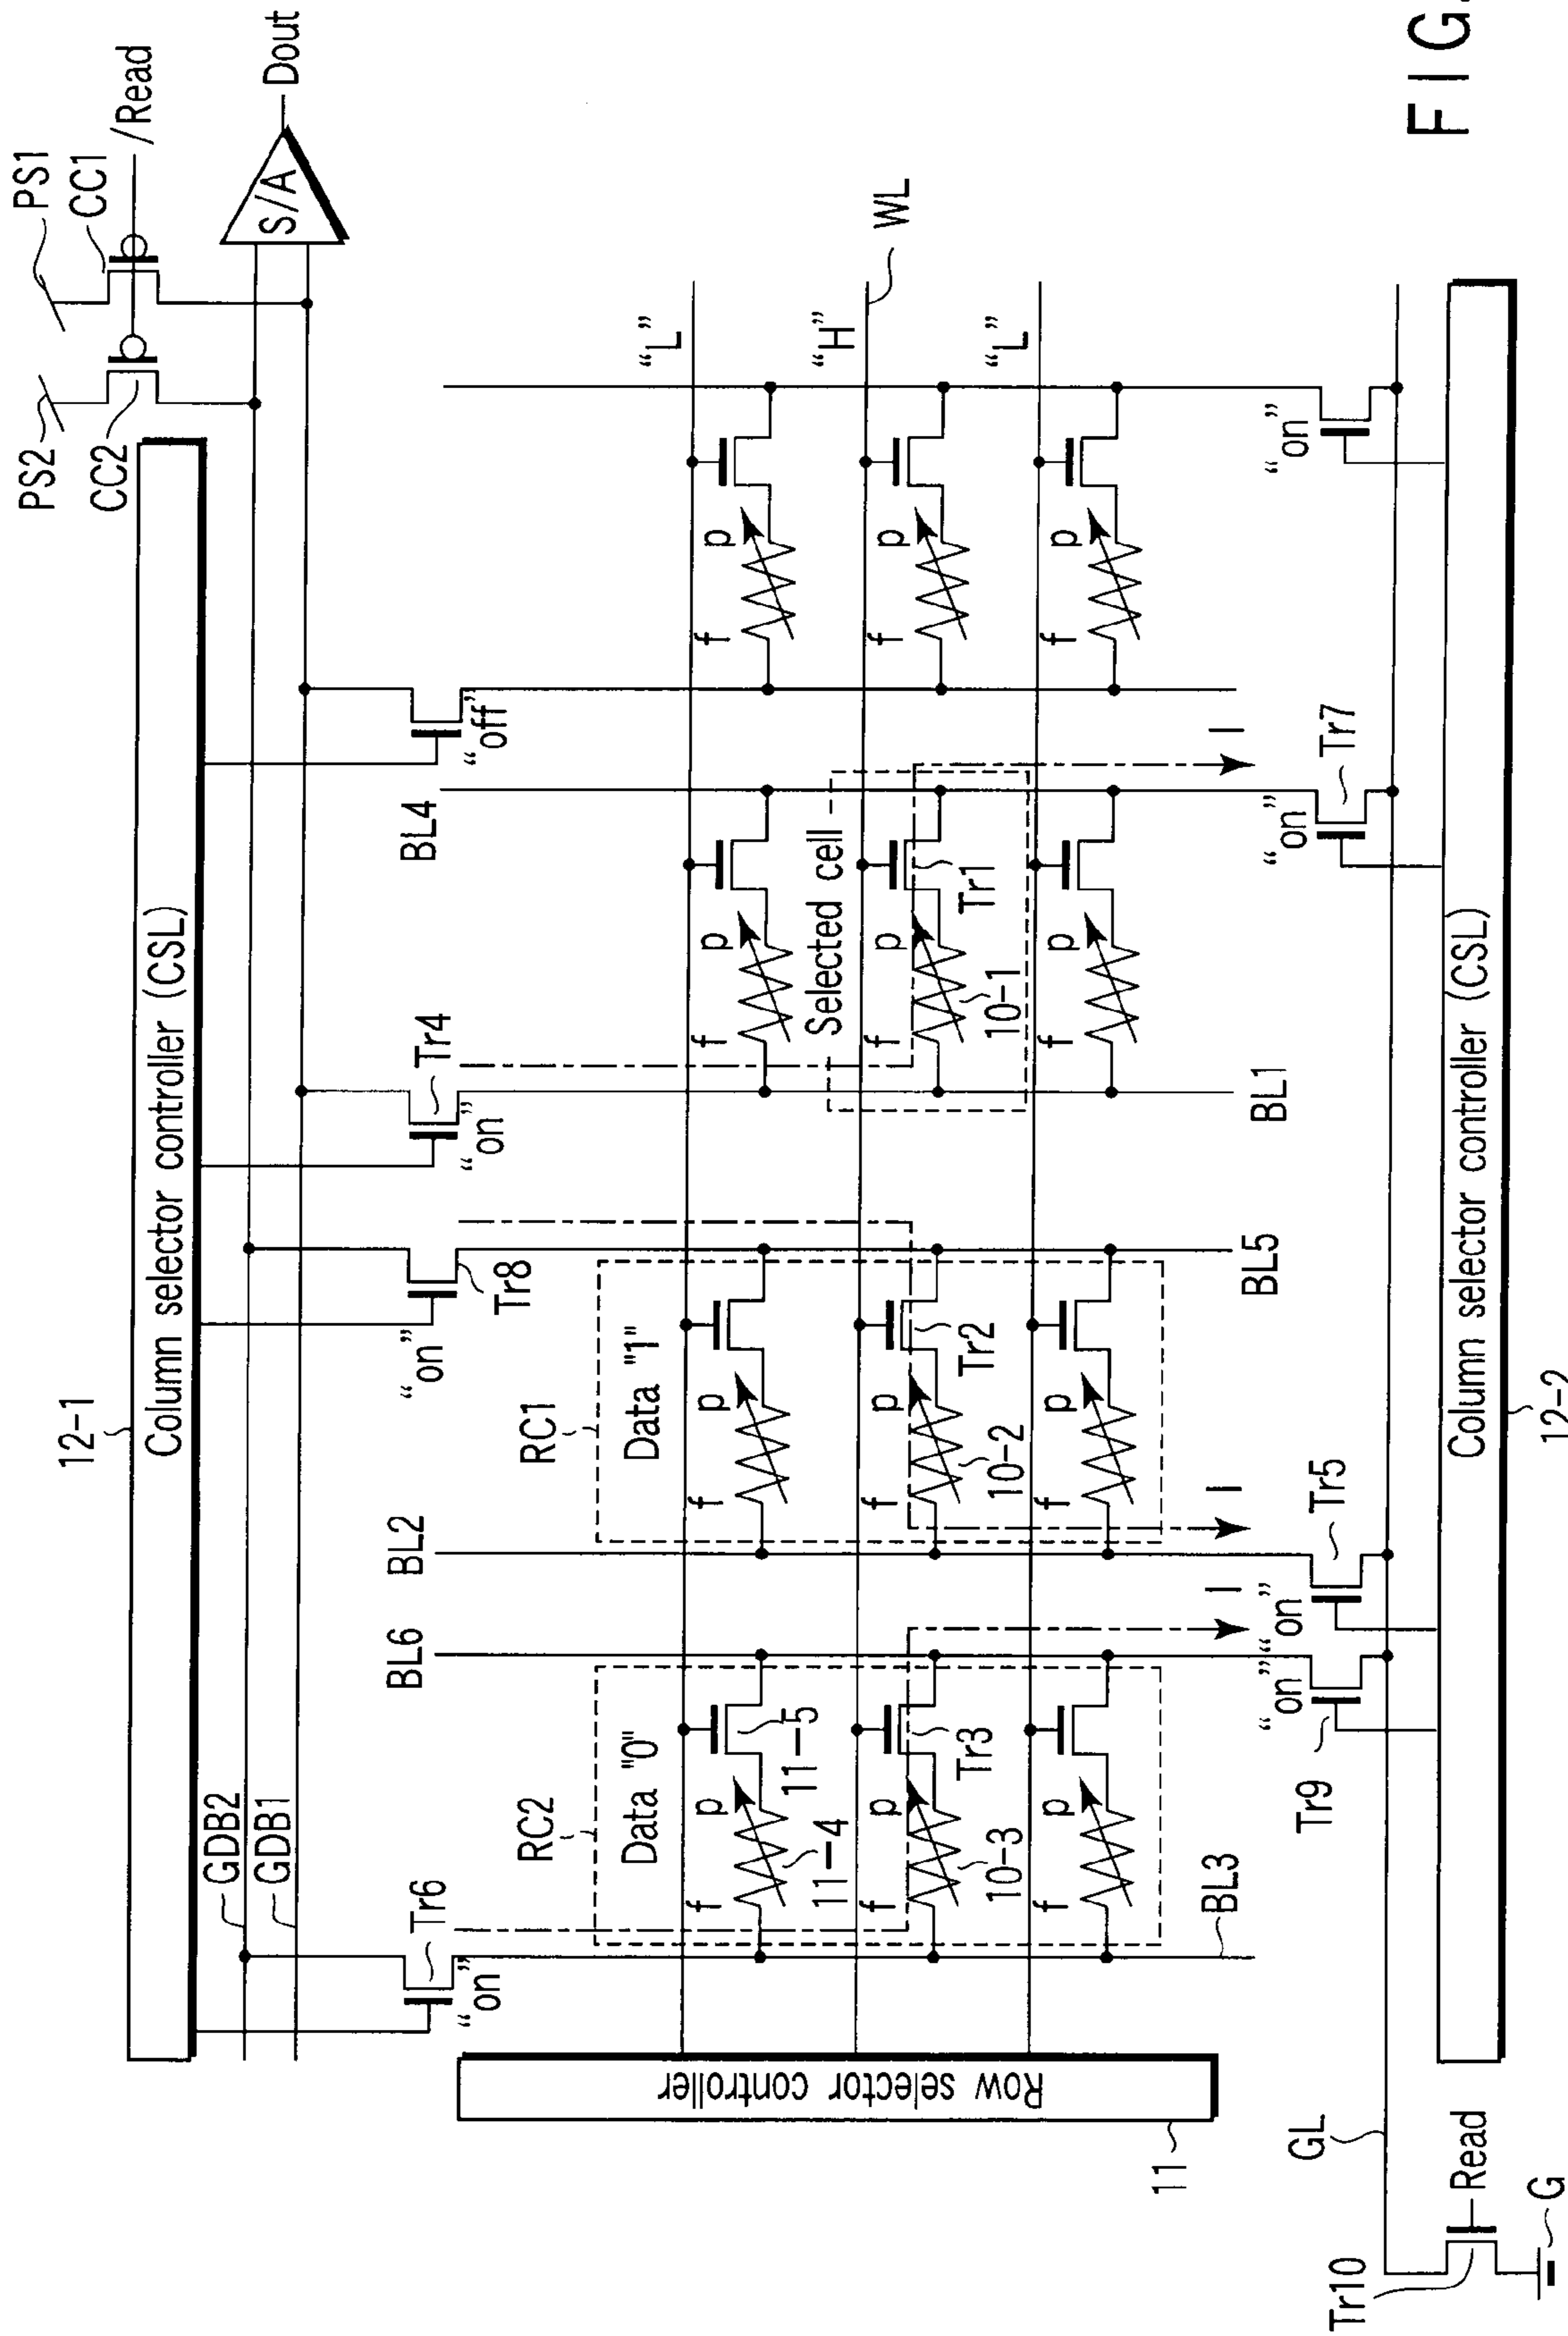 PS1
PS2
CC1
CC2
/Read
S/A
Dout
FIG.
12-1
Column selector controller (CSL)
GDB2
GDB1
Tr6
"on"
Tr8
"on"
Tr4
"on"
"off"
BL6
BL2
BL4
"L"
"H"
"L"
WL
RC2
Data "0"
RC1
Data "1"
Selected cell
f
p
11-4
11-5
f
p
f
p
f
p
f
p
10-3
Tr3
f
p
10-2
Tr2
f
p
10-1
Tr1
f
p
f
p
f
p
f
p
f
p
BL3
BL5
BL1
I
I
I
Row selector controller
11
Tr9
"on"
"on"
Tr5
"on"
Tr7
"on"
GL
Column selector controller (CSL)
12-2
Tr10
Read
G